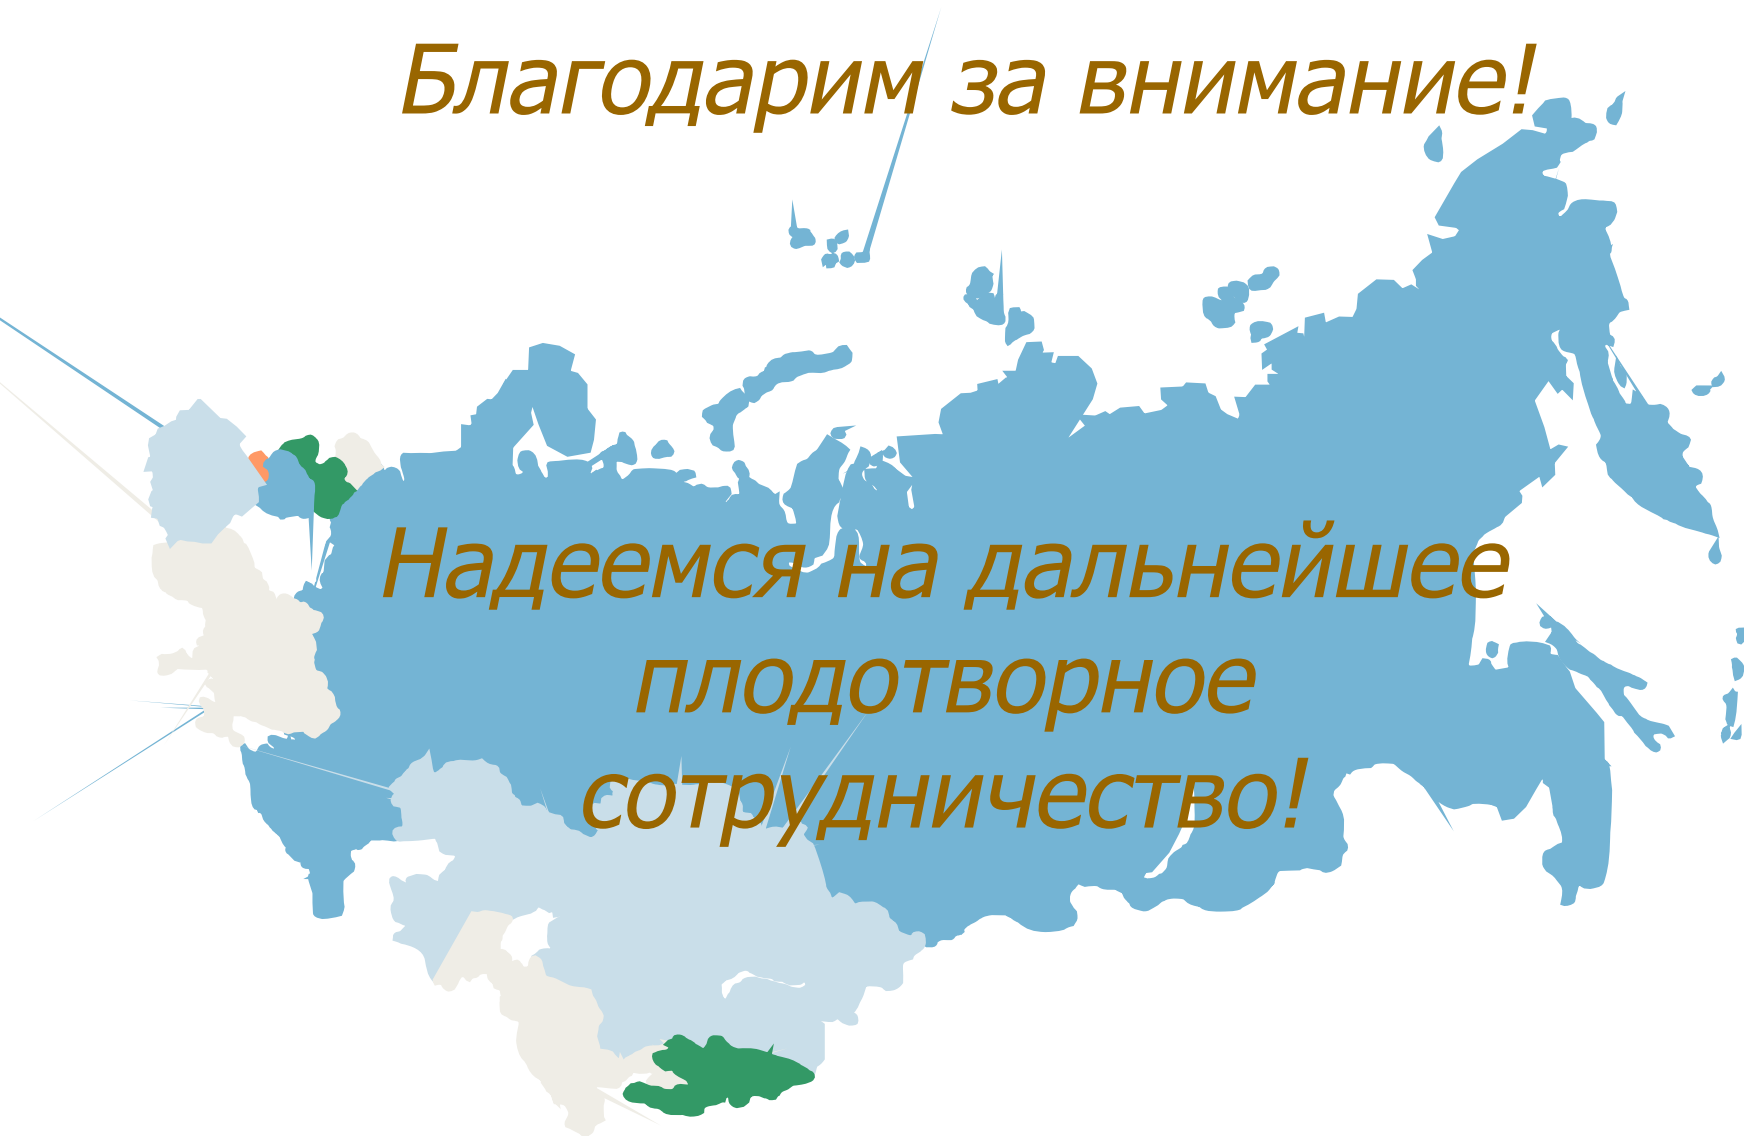 Благодарим за внимание!
Надеемся на дальнейшее
плодотворное
сотрудничество!